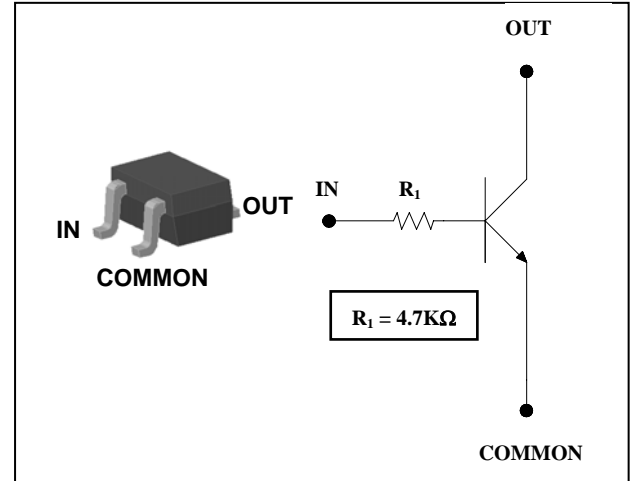 OUT
IN
R₁
OUT
IN
COMMON
R₁ = 4.7KΩ
COMMON